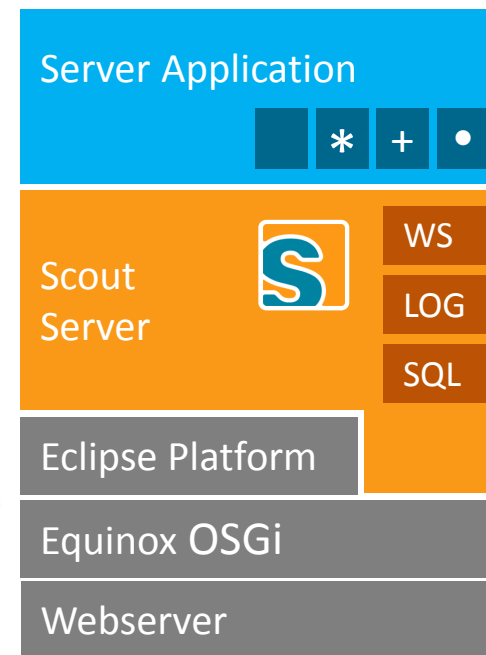 Server Application
* + •
Scout
Server
S
WS
LOG
SQL
Eclipse Platform
Equinox OSGi
Webserver